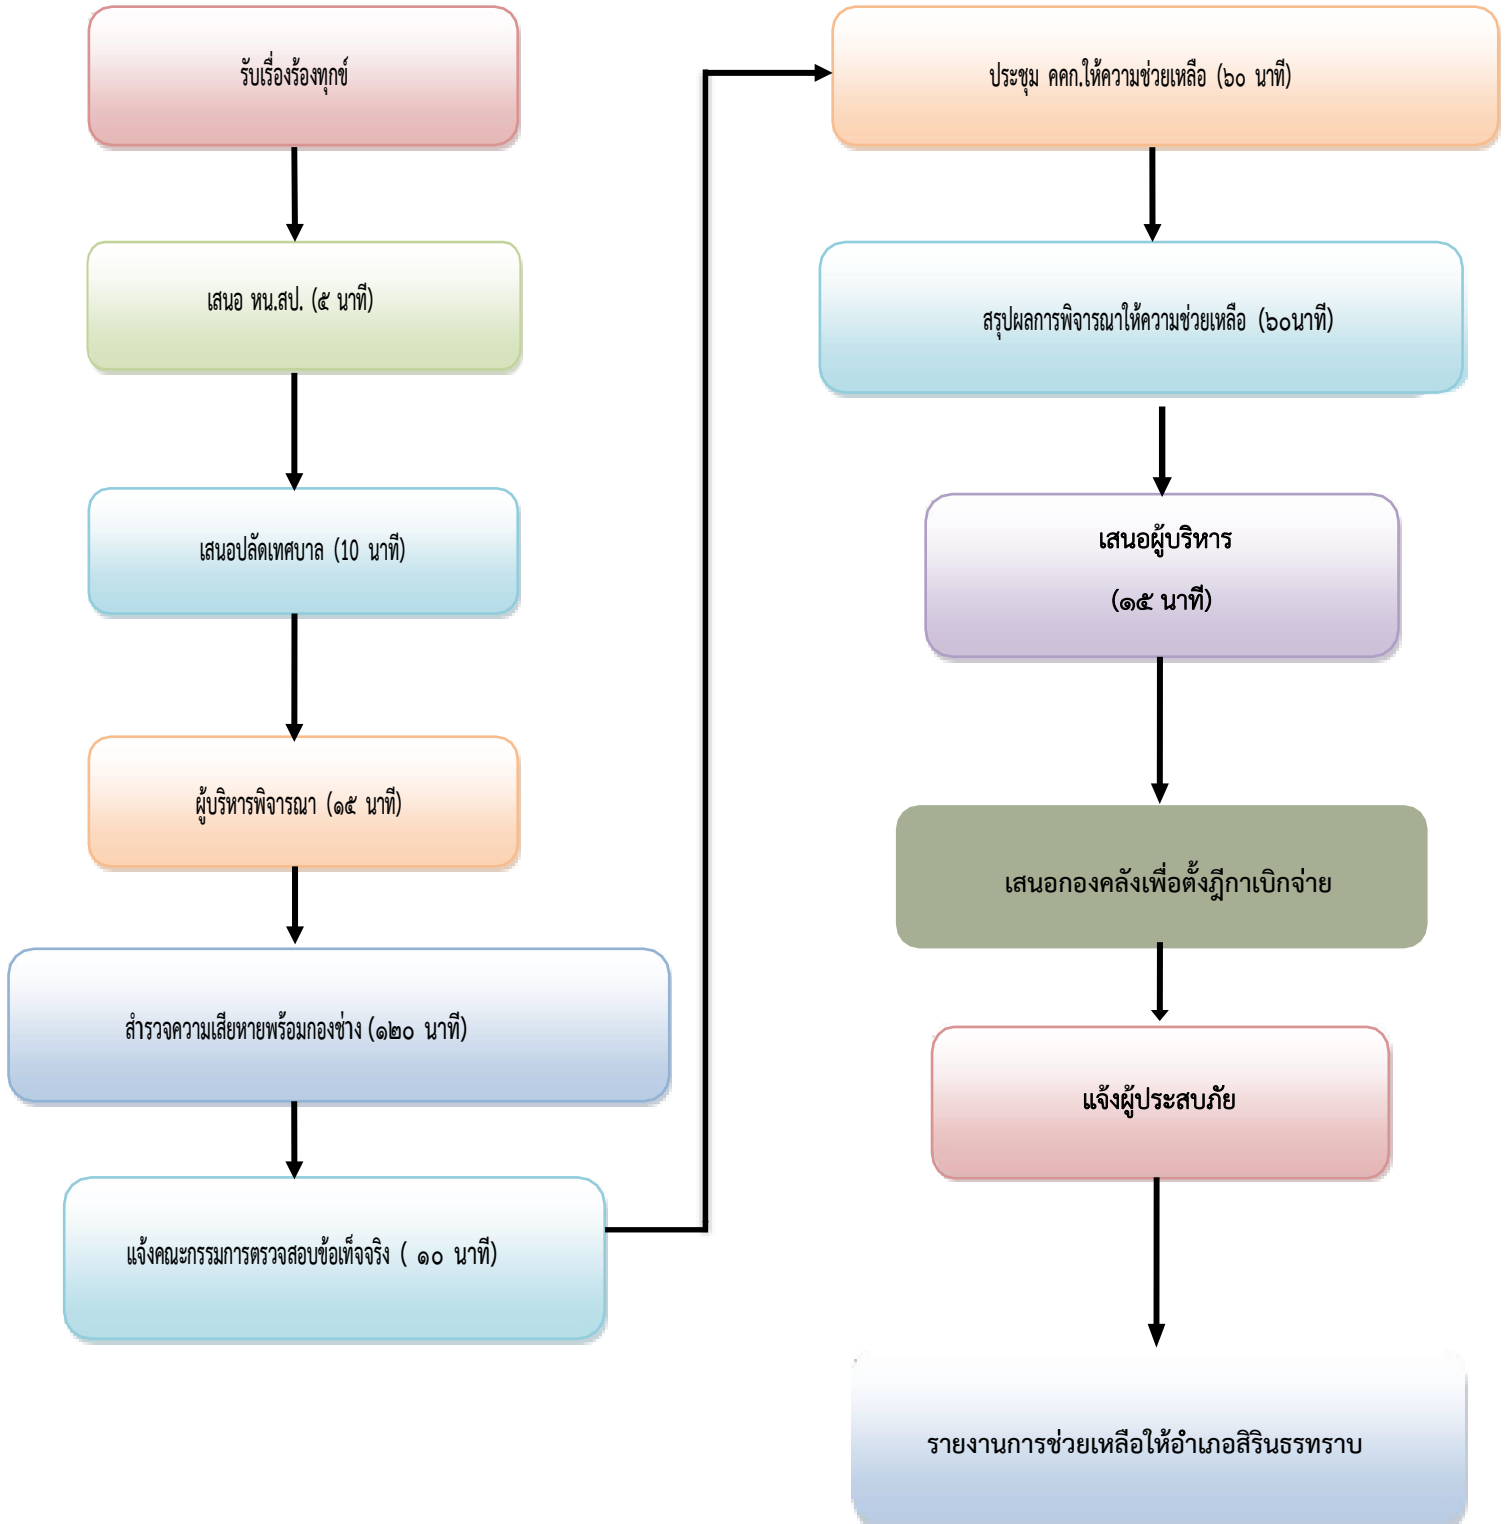 รับเรื่องร้องทุกข์
เสนอ หน.สป. (๕ นาที)
เสนอปลัดเทศบาล (10 นาที)
ผู้บริหารพิจารณา (๑๕ นาที)
สำรวจความเสียหายพร้อมกองช่าง (๑๒๐ นาที)
แจ้งคณะกรรมการตรวจสอบข้อเท็จจริง ( ๑๐ นาที)
ประชุม คคก.ให้ความช่วยเหลือ (๖๐ นาที)
สรุปผลการพิจารณาให้ความช่วยเหลือ (๖๐นาที)
เสนอผู้บริหาร
(๑๕ นาที)
เสนอกองคลังเพื่อตั้งฎีกาเบิกจ่าย
แจ้งผู้ประสบภัย
รายงานการช่วยเหลือให้อำเภอสิรินธรทราบ